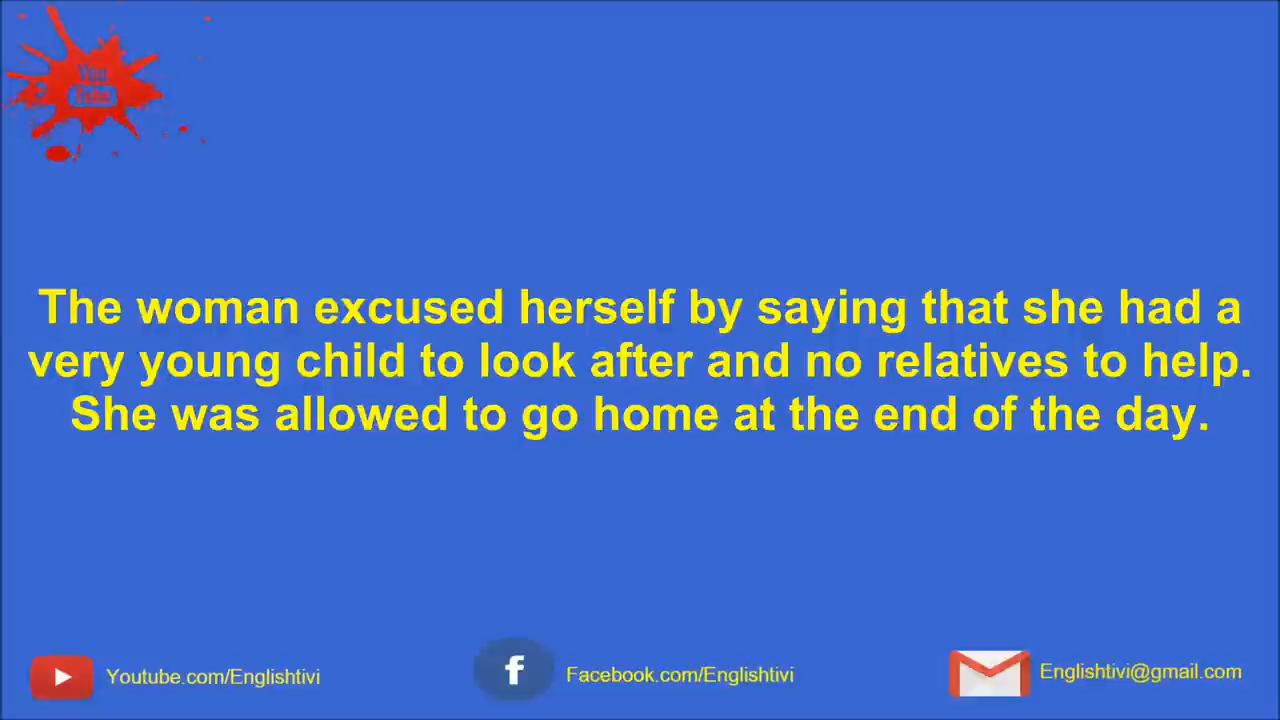 You
Tube
The woman excused herself by saying that she had a
very young child to look after and no relatives to help.
She was allowed to go home at the end of the day.
Youtube.com/Englishtivi
f
Facebook.com/Englishtivi
Englishtivi@gmail.com